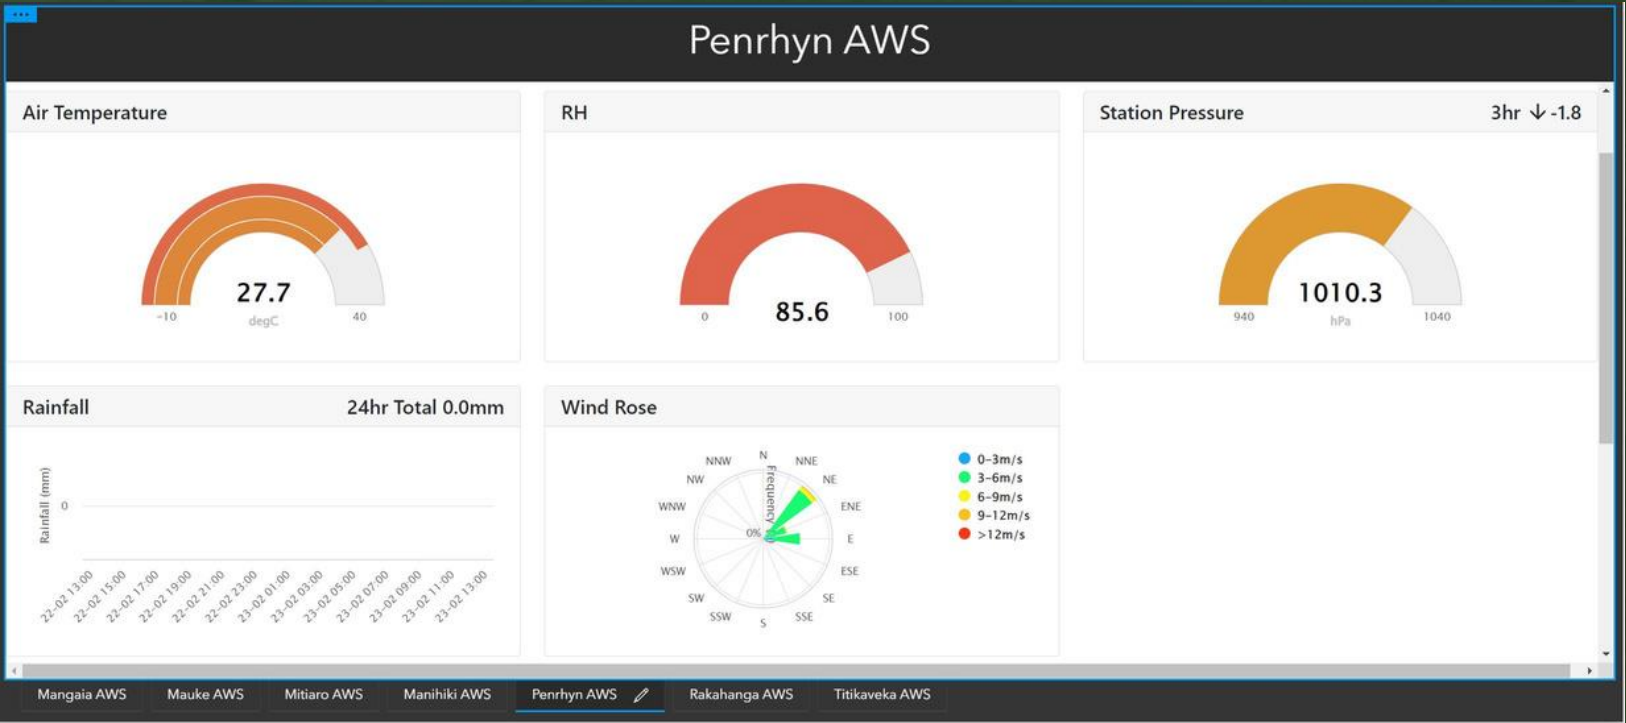 Penrhyn AWS
Air Temperature
27.7
degC
-10
40
RH
85.6
0
100
Station Pressure
3hr ↓ -1.8
1010.3
hPa
940
1040
Rainfall
24hr Total 0.0mm
Rainfall (mm)
0
22-02 13:00
22-02 15:00
22-02 17:00
22-02 19:00
22-02 21:00
22-02 23:00
23-02 01:00
23-02 03:00
23-02 05:00
23-02 07:00
23-02 09:00
23-02 11:00
23-02 13:00
Wind Rose
N
NNE
NE
ENE
E
ESE
SE
SSE
S
SSW
SW
WSW
W
WNW
NW
NNW
Frequency
0%
0-3m/s
3-6m/s
6-9m/s
9-12m/s
>12m/s
Mangaia AWS
Mauke AWS
Mitiaro AWS
Manihiki AWS
Penrhyn AWS
Rakahanga AWS
Titikaveka AWS